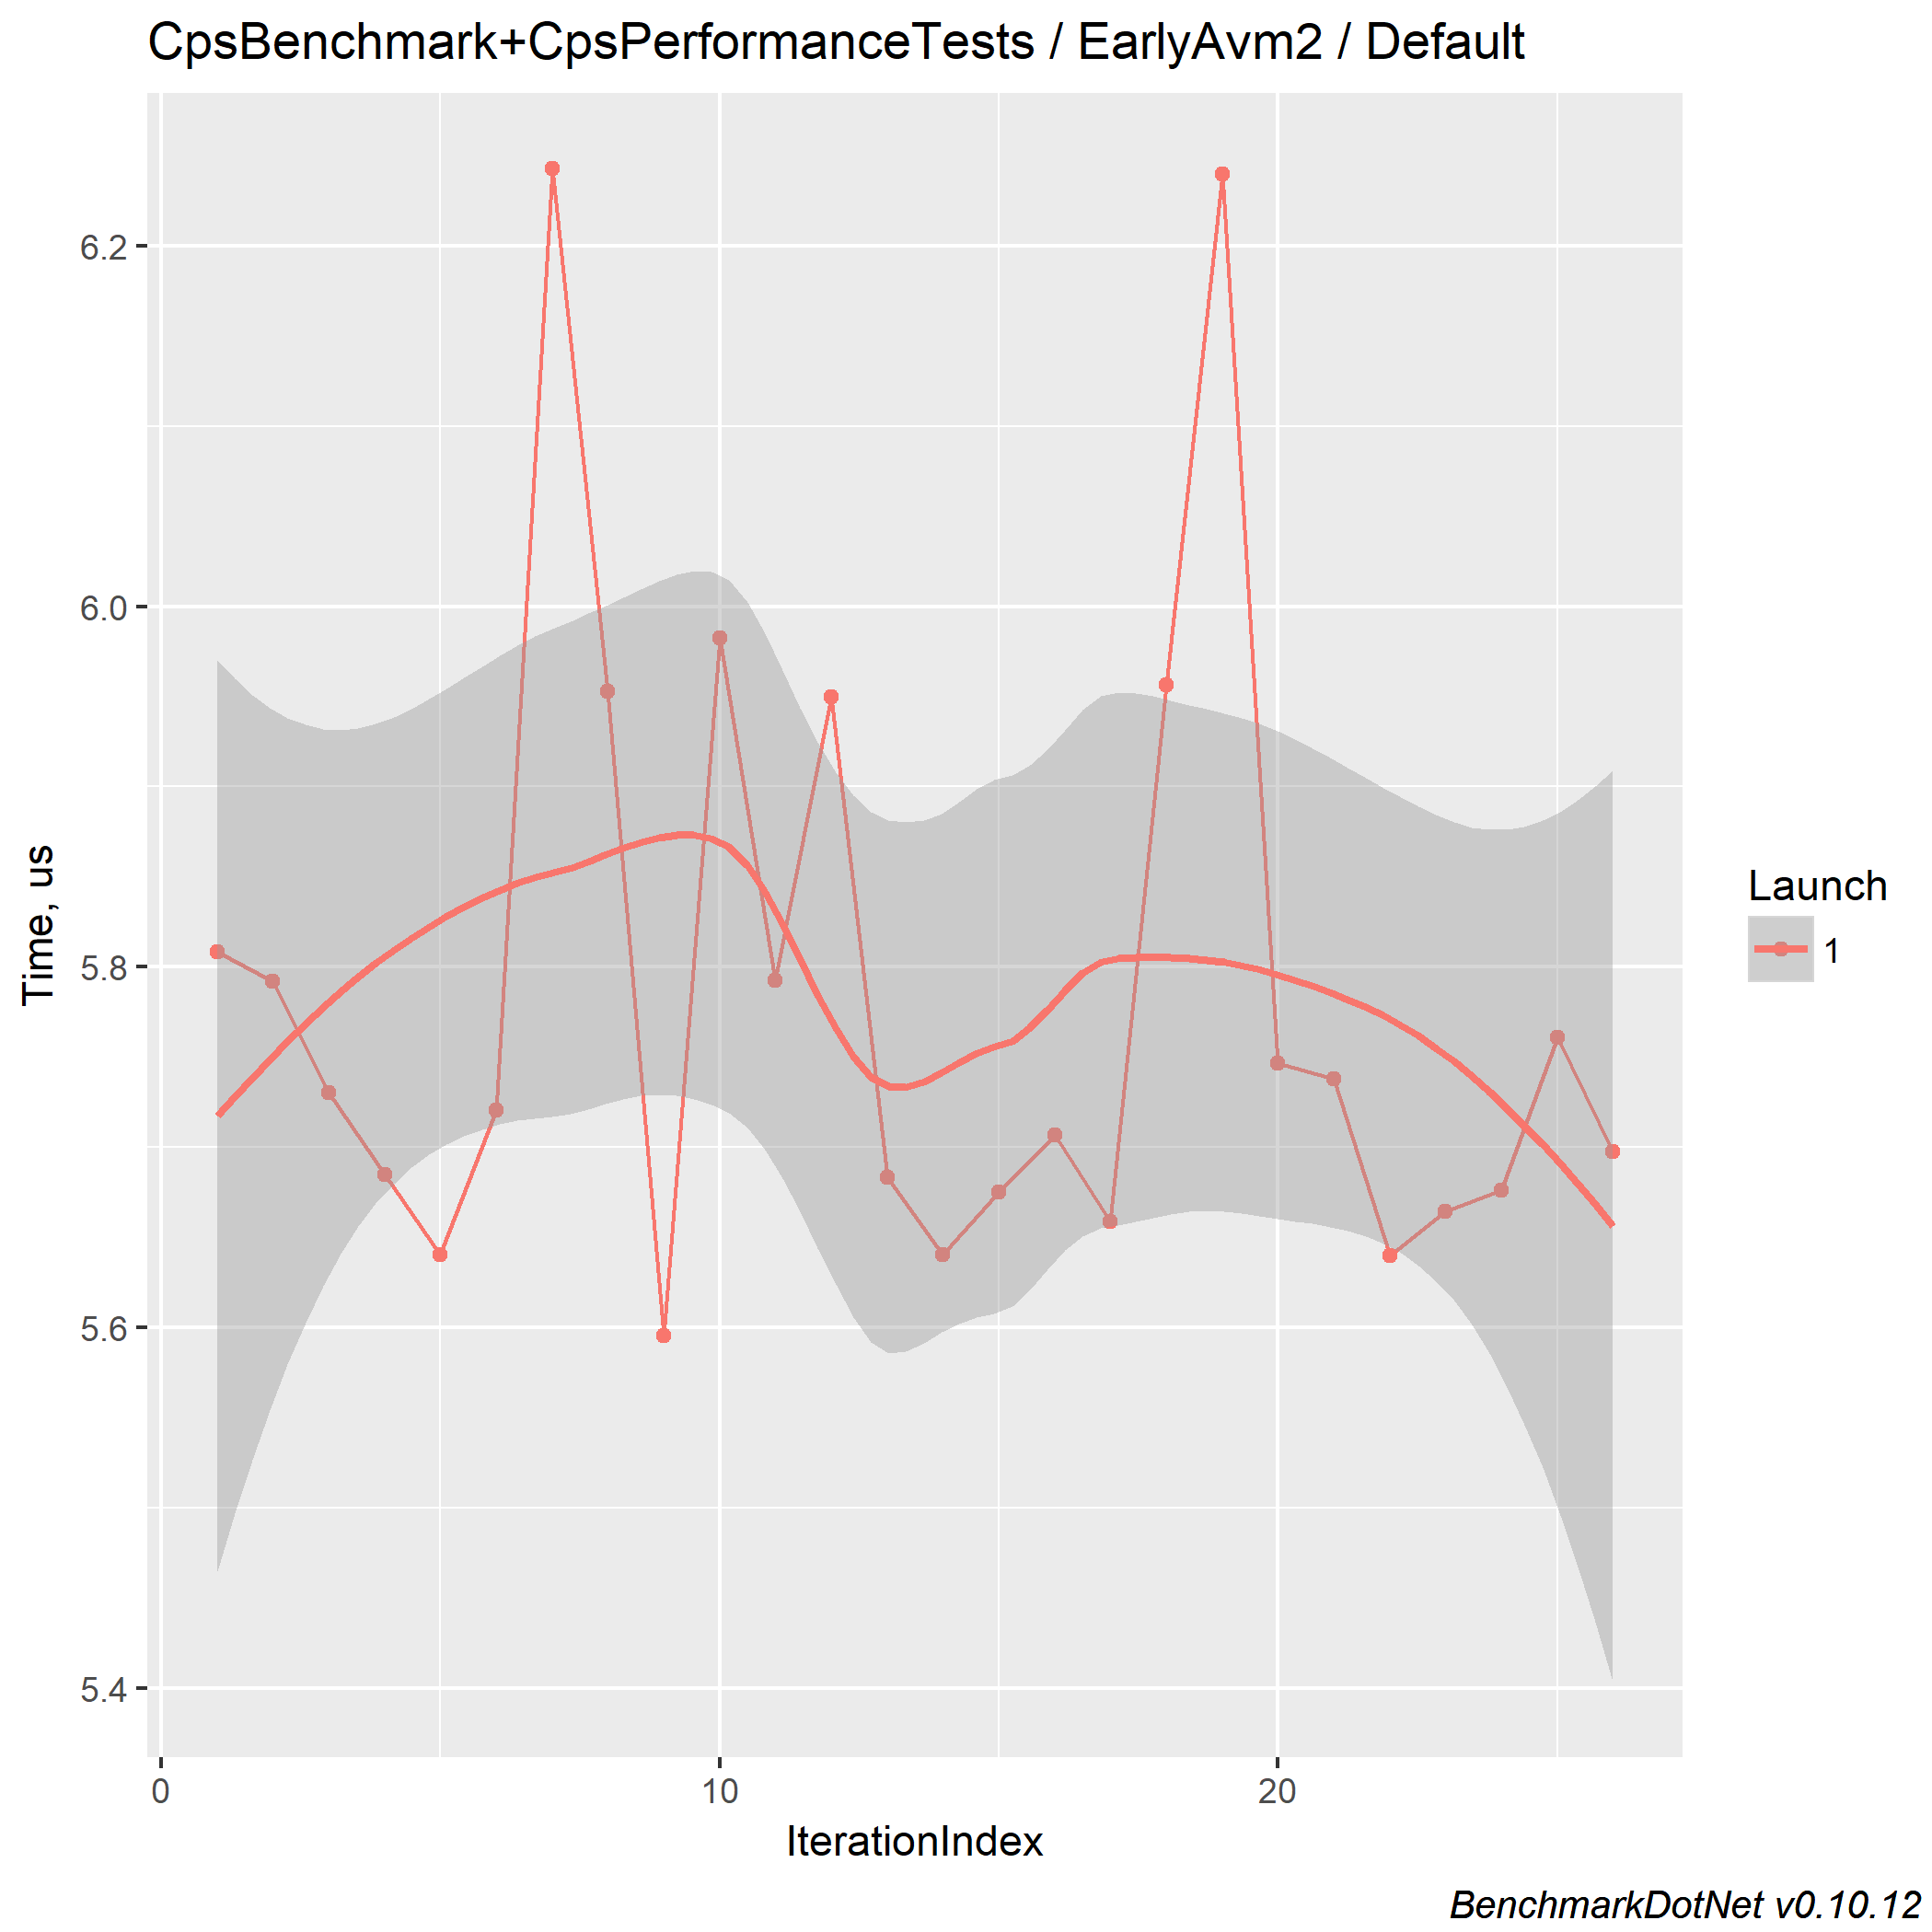 CpsBenchmark+CpsPerformanceTests / EarlyAvm2 / Default
Time, us
6.2
6.0
5.8
5.6
5.4
0 10 20
IterationIndex
Launch
1
BenchmarkDotNet v0.10.12